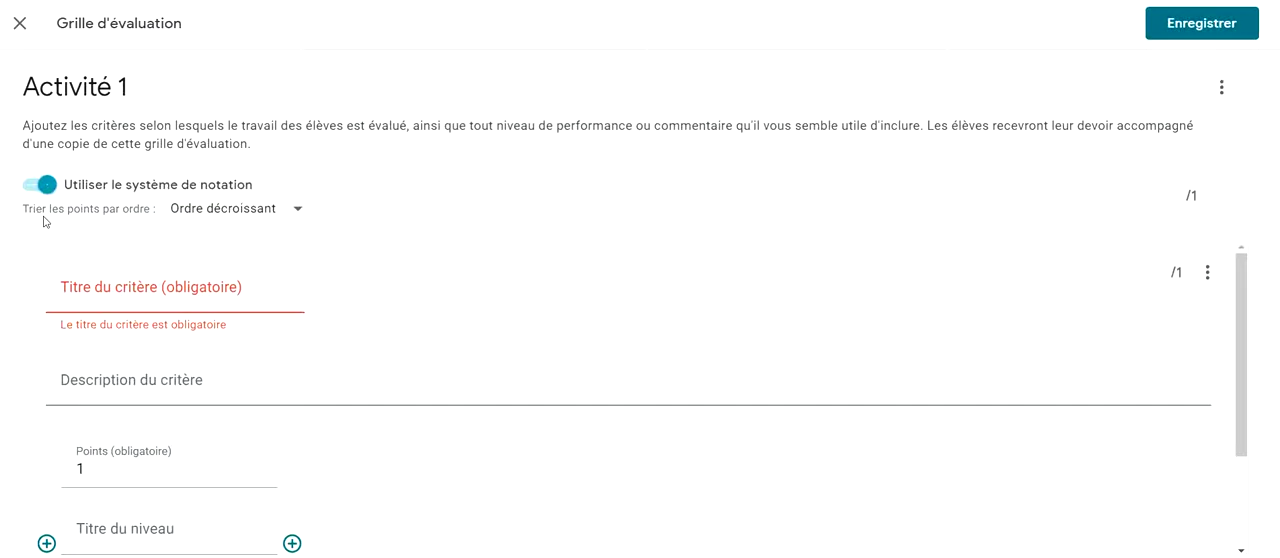 Grille d'évaluation
Enregistrer
Activité 1
Ajoutez les critères selon lesquels le travail des élèves est évalué, ainsi que tout niveau de performance ou commentaire qu'il vous semble utile d'inclure. Les élèves recevront leur devoir accompagné
d'une copie de cette grille d'évaluation.
Utiliser le système de notation
/1
Trier les points par ordre : Ordre décroissant
/1
Titre du critère (obligatoire)
Le titre du critère est obligatoire
Description du critère
Points (obligatoire)
1
Titre du niveau